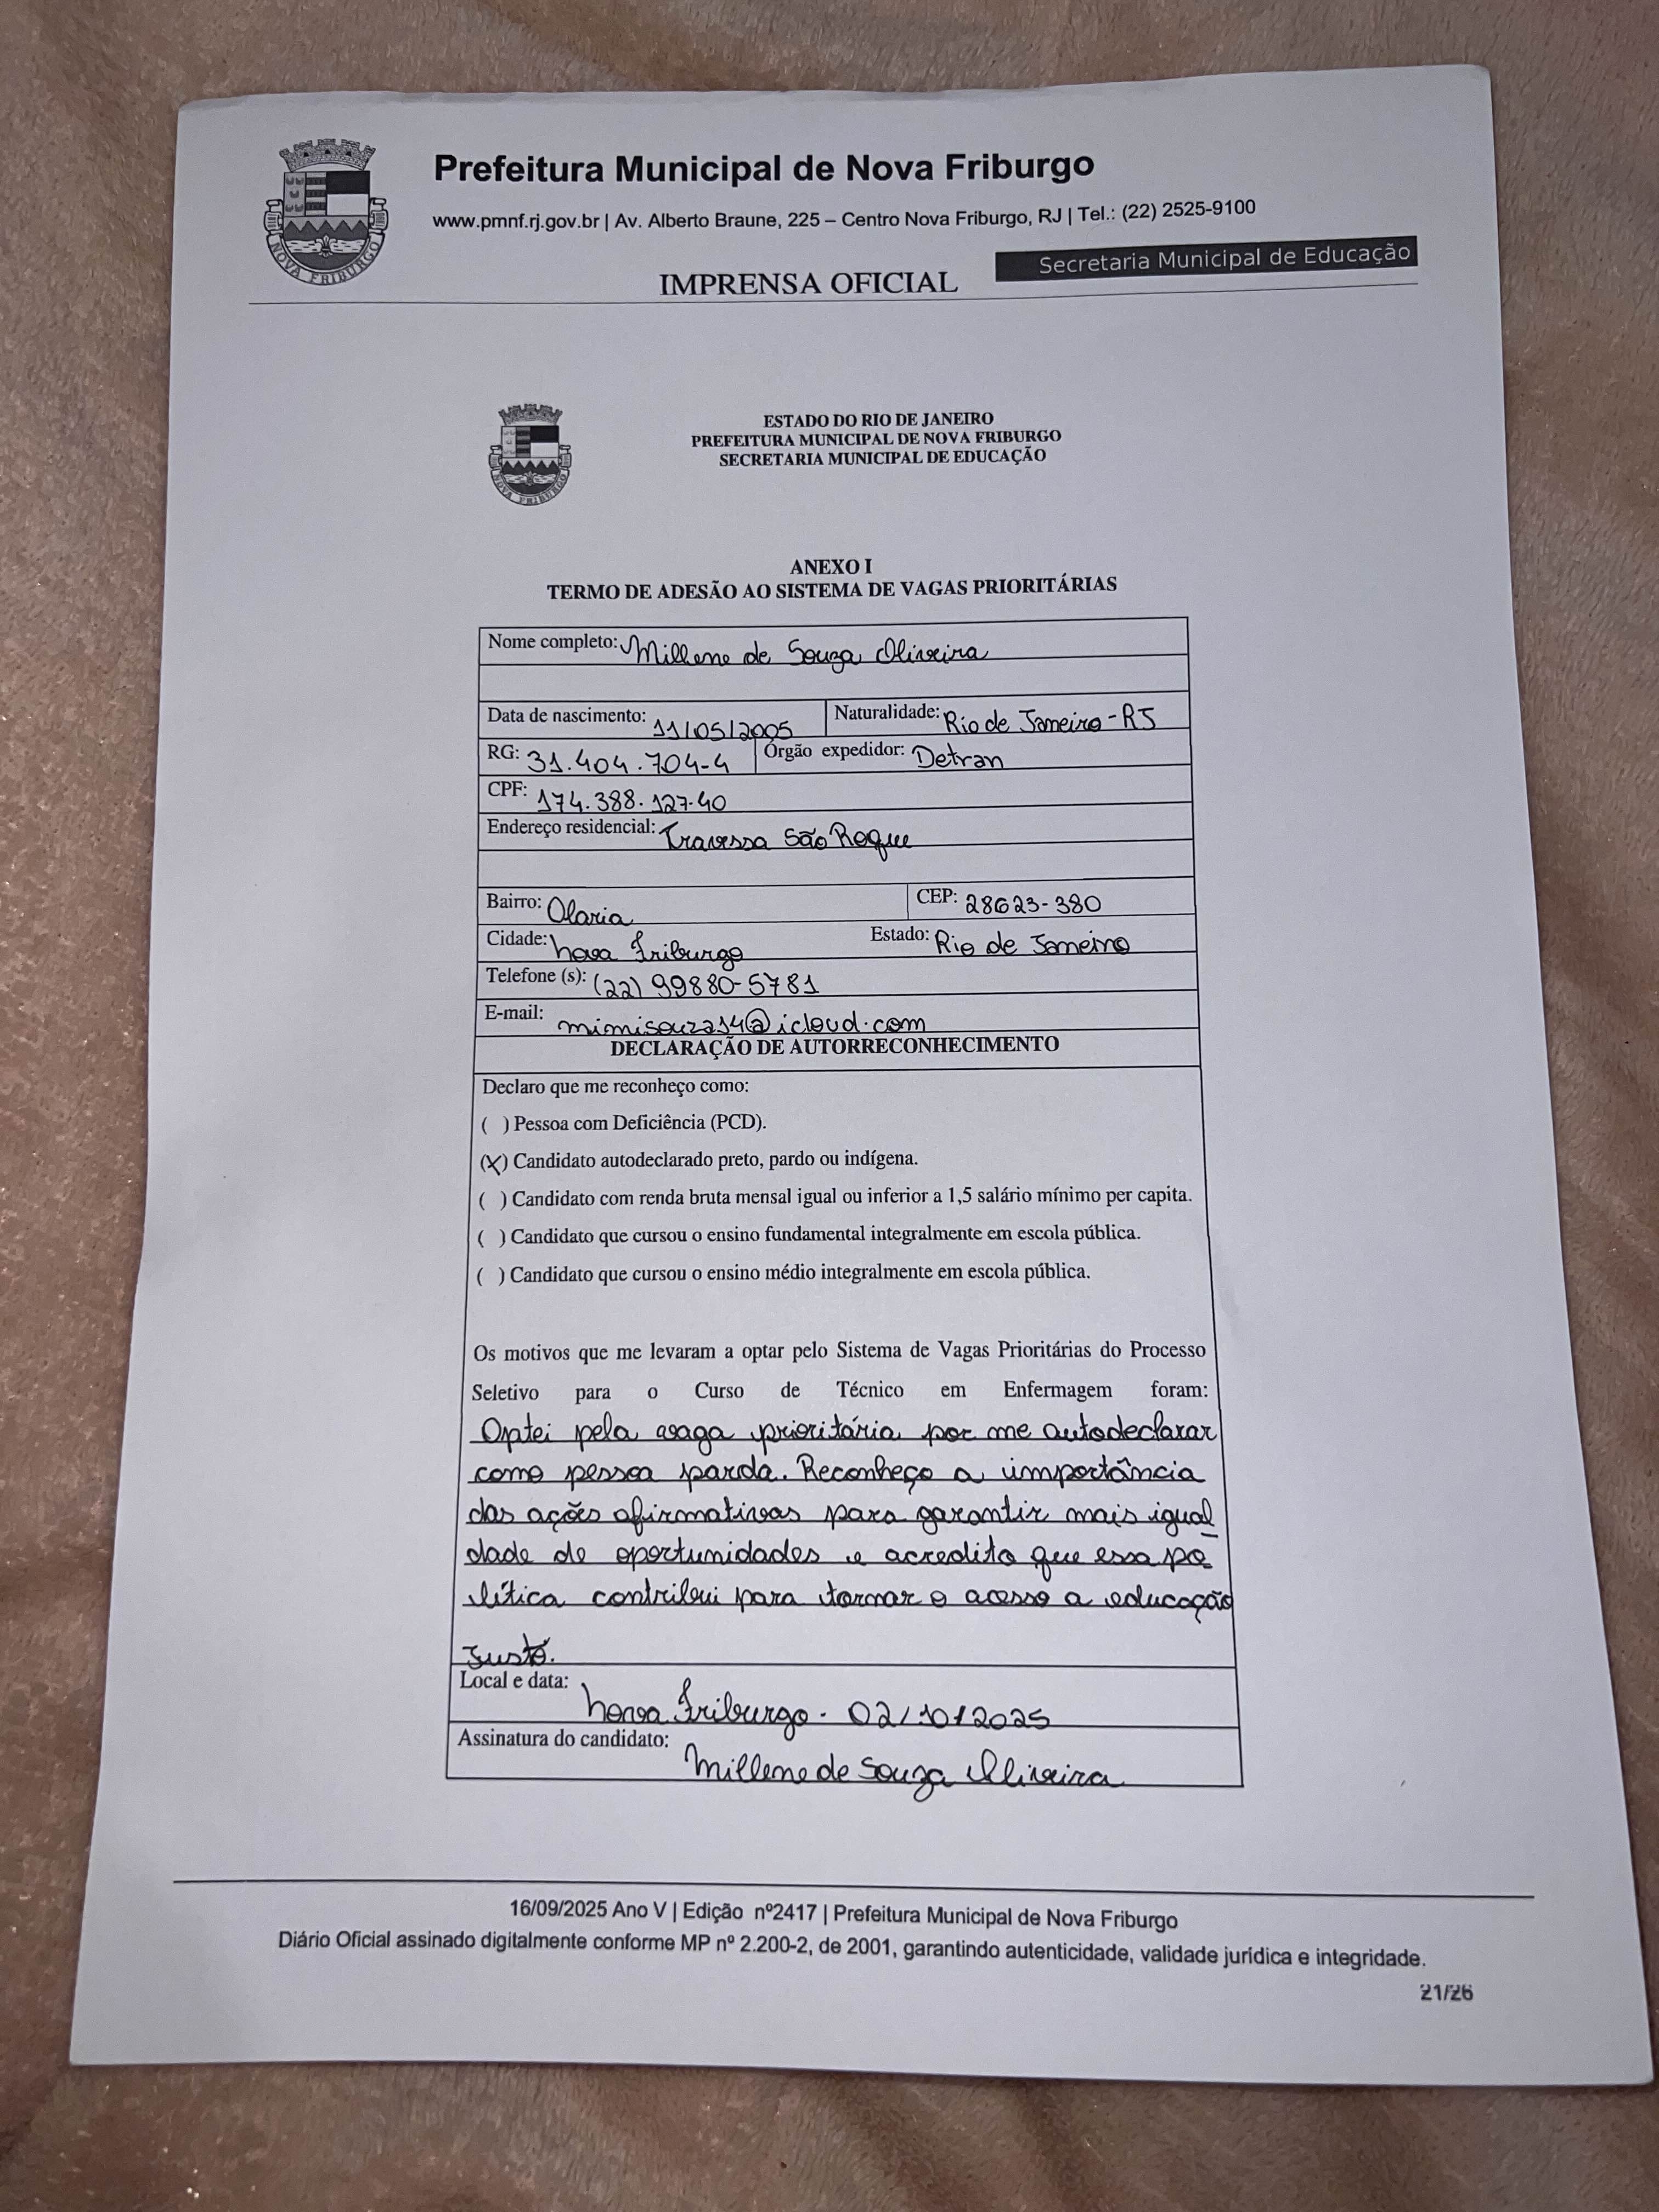 Prefeitura Municipal de Nova Friburgo
www.pmnf.rj.gov.br | Av. Alberto Braune, 225 – Centro Nova Friburgo, RJ | Tel.: (22) 2525-9100
Secretaria Municipal de Educação
IMPRENSA OFICIAL
NOVA FRIBURGO
ESTADO DO RIO DE JANEIRO
PREFEITURA MUNICIPAL DE NOVA FRIBURGO
SECRETARIA MUNICIPAL DE EDUCAÇÃO
NOVA FRIBURGO
ANEXO I
TERMO DE ADESÃO AO SISTEMA DE VAGAS PRIORITÁRIAS
Nome completo: Millene de Souza Oliveira
Data de nascimento: 11/05/2005 Naturalidade: Rio de Janeiro - RJ
RG: 31.404.704-4 Órgão expedidor: Detran
CPF: 174.388.127-40
Endereço residencial: Travessa São Roque
Bairro: Olaria CEP: 28623-380
Cidade: Nova Friburgo Estado: Rio de Janeiro
Telefone (s): (22) 99880-5781
E-mail: mimisouza14@icloud.com
DECLARAÇÃO DE AUTORRECONHECIMENTO
Declaro que me reconheço como:
( ) Pessoa com Deficiência (PCD).
(X) Candidato autodeclarado preto, pardo ou indígena.
( ) Candidato com renda bruta mensal igual ou inferior a 1,5 salário mínimo per capita.
( ) Candidato que cursou o ensino fundamental integralmente em escola pública.
( ) Candidato que cursou o ensino médio integralmente em escola pública.
Os motivos que me levaram a optar pelo Sistema de Vagas Prioritárias do Processo
Seletivo para o Curso de Técnico em Enfermagem foram:
Optei pela vaga prioritária por me autodeclarar
como pessoa parda. Reconheço a importância
das ações afirmativas para garantir mais igual
dade de oportunidades e acredito que essa po
lítica contribui para tornar o acesso a educação
justo.
Local e data: Nova Friburgo - 02/10/2025
Assinatura do candidato: Millene de Souza Oliveira
16/09/2025 Ano V | Edição nº2417 | Prefeitura Municipal de Nova Friburgo
Diário Oficial assinado digitalmente conforme MP nº 2.200-2, de 2001, garantindo autenticidade, validade jurídica e integridade.
21/26